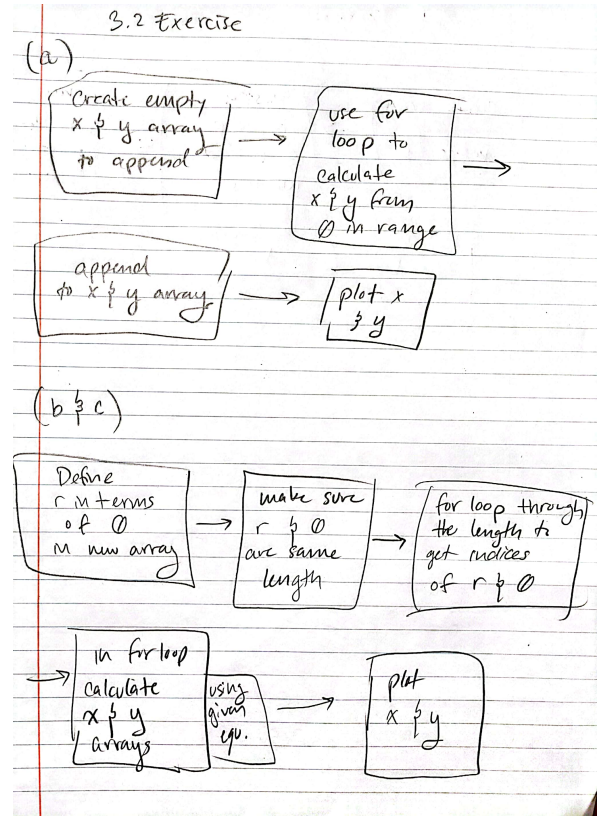 3.2 Exercise
(a)
Create empty
x & y array
to append
use for
loop to
calculate
x & y from
θ in range
append
to x & y array
plot x
& y
(b & c)
Define
r in terms
of θ
in new array
make sure
r & θ
are same
length
for loop through
the length to
get indices
of r & θ
in for loop
calculate
x & y
arrays
using
given
equ.
plot
x & y